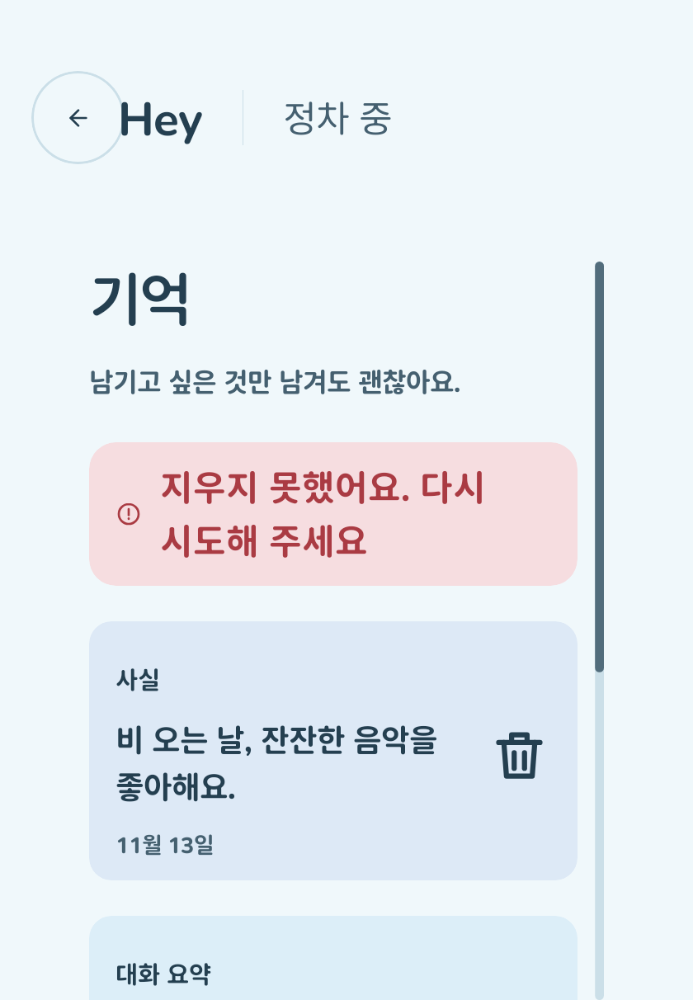 Hey
정차 중
기억
남기고 싶은 것만 남겨도 괜찮아요.
지우지 못했어요. 다시
시도해 주세요
사실
비 오는 날, 잔잔한 음악을
좋아해요.
11월 13일
대화 요약